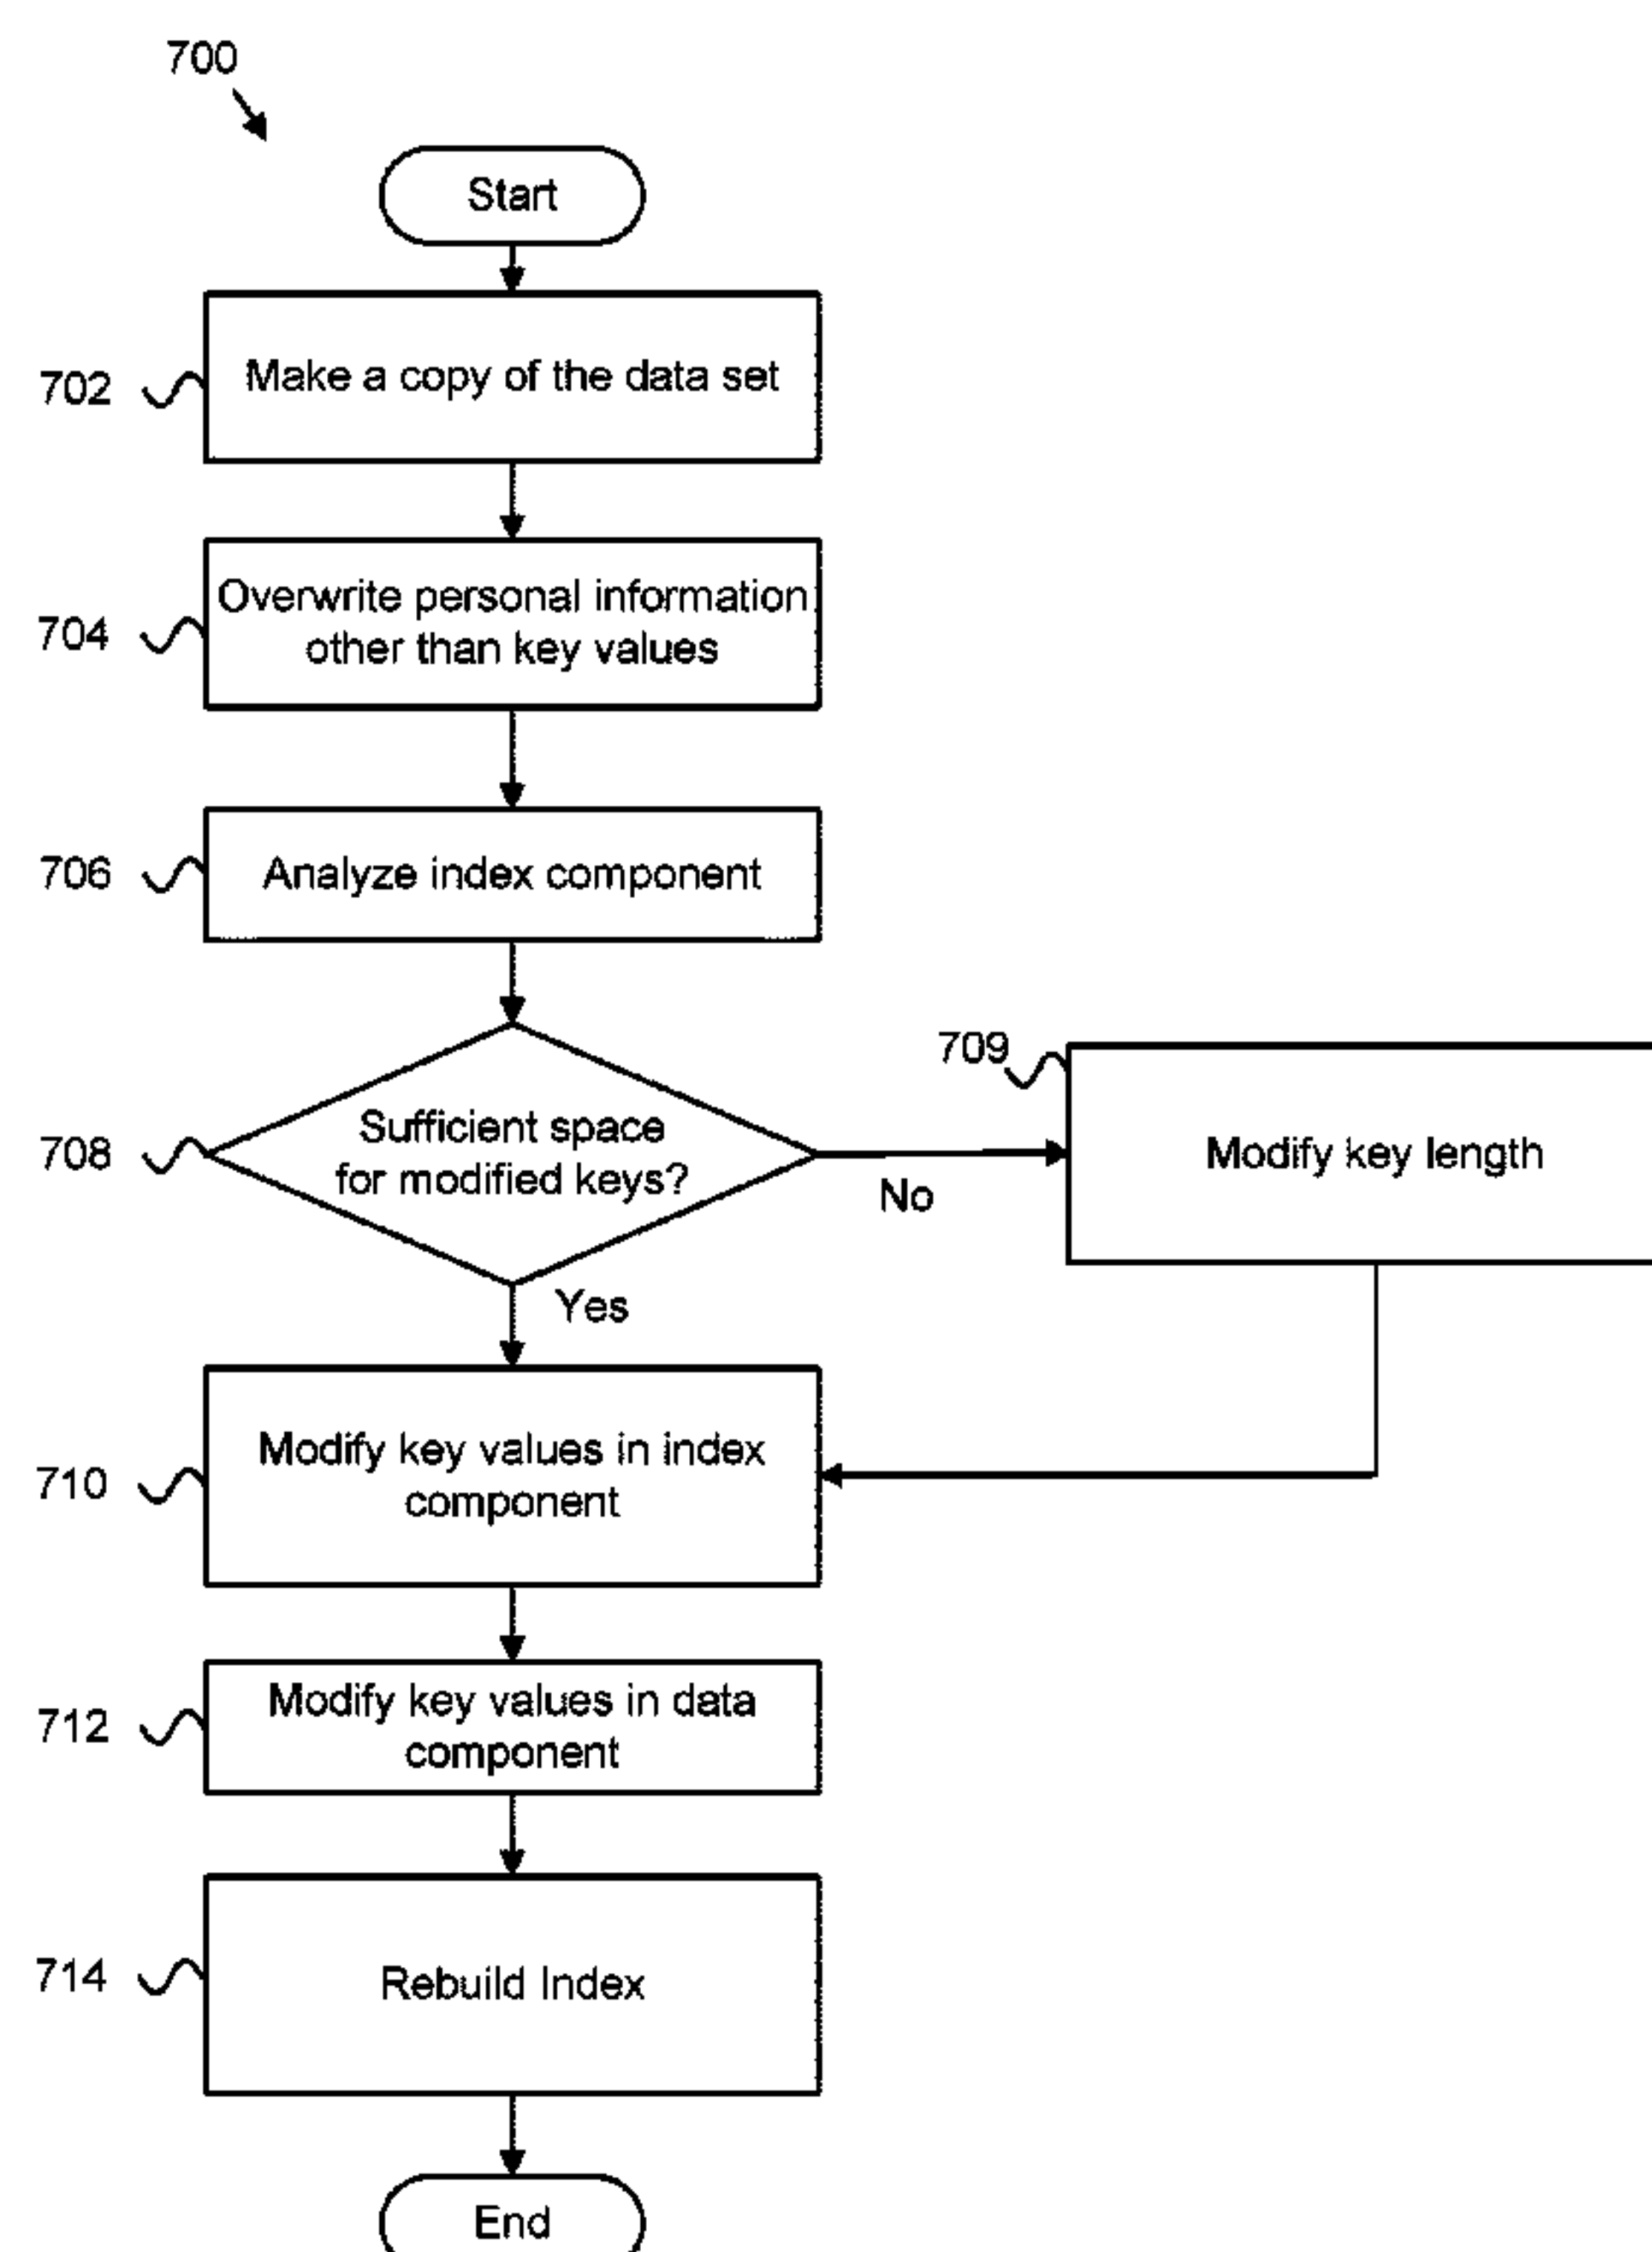 700
Start
702
Make a copy of the data set
704
Overwrite personal information
other than key values
706
Analyze index component
708
Sufficient space
for modified keys?
No
709
Modify key length
Yes
710
Modify key values in index
component
712
Modify key values in data
component
714
Rebuild Index
End